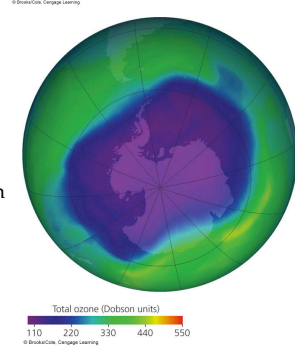 © Brooks/Cole, Cengage Learning
Total ozone (Dobson units)
110 220 330 440 550
© Brooks/Cole, Cengage Learning